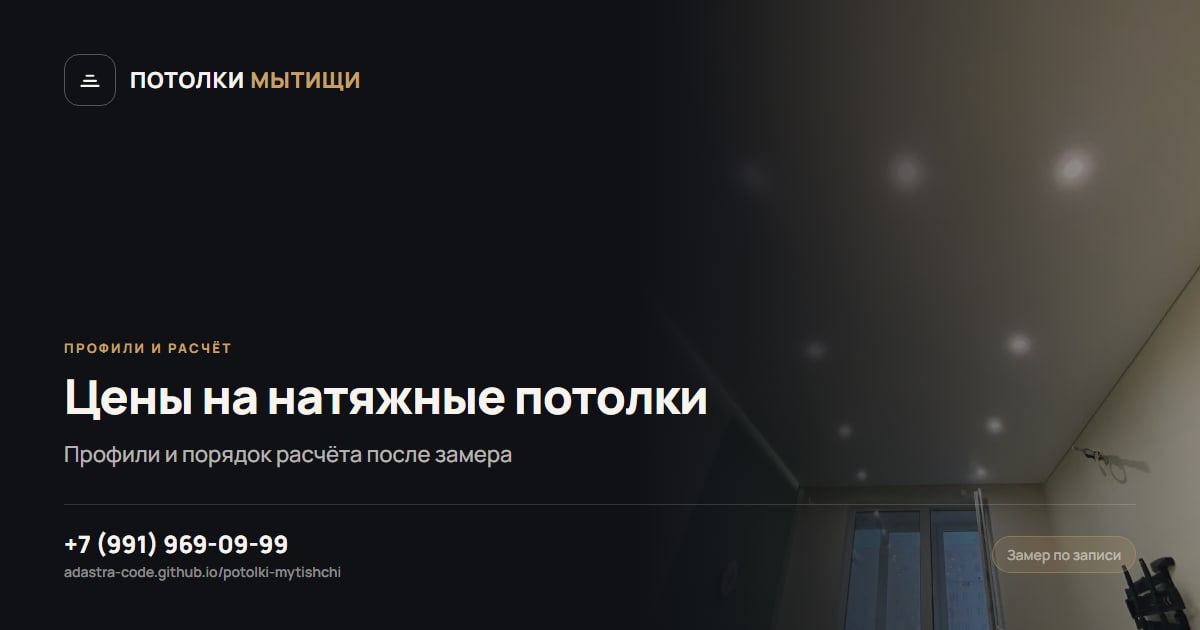 ПОТОЛКИ МЫТИЩИ
ПРОФИЛИ И РАСЧЁТ
Цены на натяжные потолки
Профили и порядок расчёта после замера
+7 (991) 969-09-99
adastra-code.github.io/potolki-mytishchi
Замер по записи